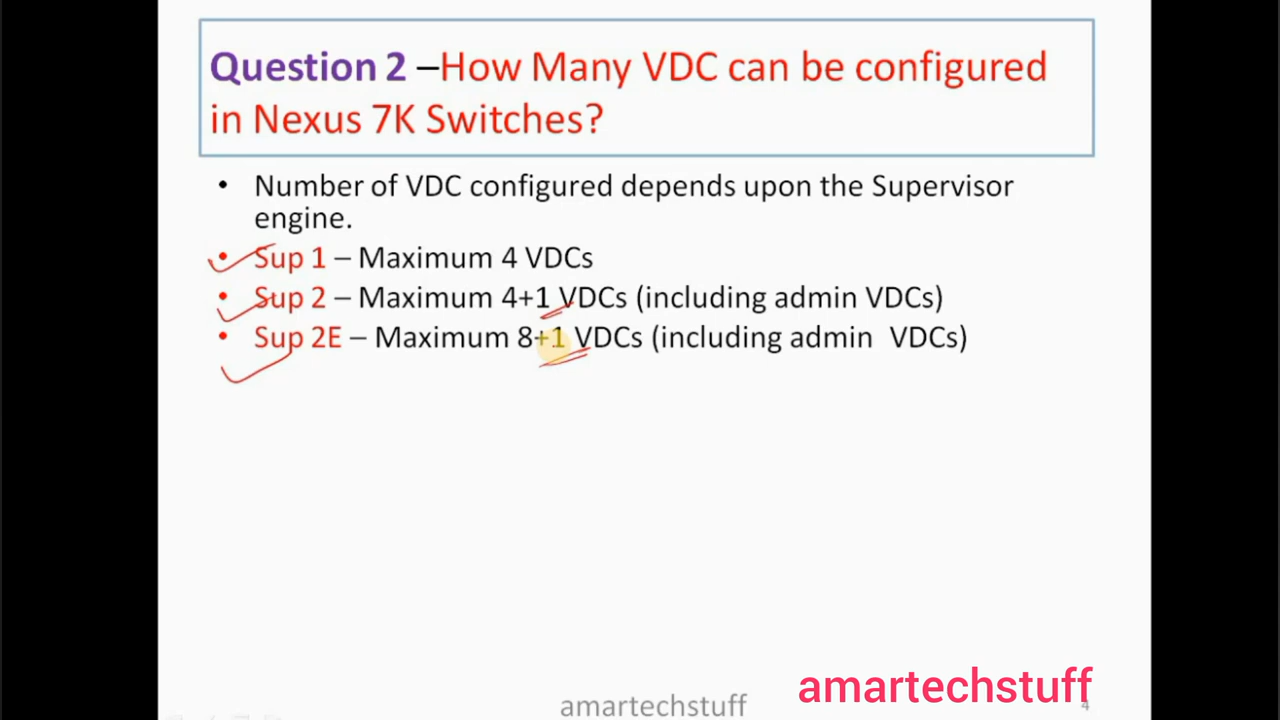 Question 2 –How Many VDC can be configured
in Nexus 7K Switches?
• Number of VDC configured depends upon the Supervisor
engine.
• Sup 1 – Maximum 4 VDCs
• Sup 2 – Maximum 4+1 VDCs (including admin VDCs)
• Sup 2E – Maximum 8+1 VDCs (including admin VDCs)
amartechstuff
amartechstuff
4